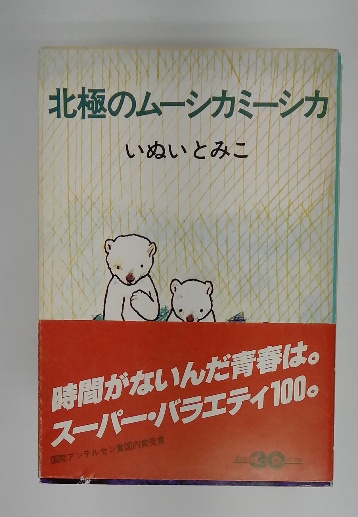 北極のムーシカミーシカ
いぬいとみこ
時間がないんだ青春は。
スーパー・バラエティ100。
国際アンデルセン賞国内賞受賞
30